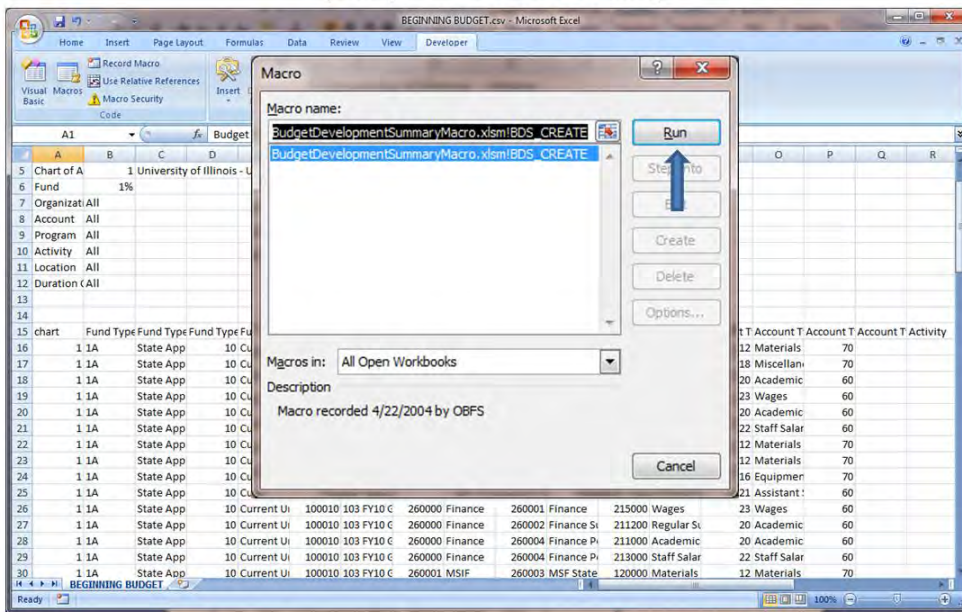 BEGINNING BUDGET.csv - Microsoft Excel
Home Insert Page Layout Formulas Data Review View Developer
Visual Basic Macros Record Macro Use Relative References Macro Security Insert
Code
A1 fx Budget
Macro
Macro name:
BudgetDevelopmentSummaryMacro.xlsm!BDS_CREATE
BudgetDevelopmentSummaryMacro.xlsm!BDS_CREATE
Run
Create
Delete
Options...
Macros in: All Open Workbooks
Description
Macro recorded 4/22/2004 by OBFS
Cancel
A B C D O P Q R
5 Chart of A 1 University of Illinois - U
6 Fund 1%
7 Organizati All
8 Account All
9 Program All
10 Activity All
11 Location All
12 Duration ( All
13
14
15 chart Fund Type Fund Type Fund Type Fu t T Account T Account T Account T Activity
16 1 1A State App 10 Cu 12 Materials 70
17 1 1A State App 10 Cu 18 Miscellan 70
18 1 1A State App 10 Cu 20 Academic 60
19 1 1A State App 10 Cu 23 Wages 60
20 1 1A State App 10 Cu 20 Academic 60
21 1 1A State App 10 Cu 22 Staff Salar 60
22 1 1A State App 10 Cu 12 Materials 70
23 1 1A State App 10 Cu 12 Materials 70
24 1 1A State App 10 Cu 16 Equipmen 70
25 1 1A State App 10 Cu 21 Assistant 60
26 1 1A State App 10 Current U 100010 103 FY10 G 260000 Finance 260001 Finance 215000 Wages 23 Wages 60
27 1 1A State App 10 Current U 100010 103 FY10 G 260000 Finance 260002 Finance Su 211200 Regular Su 20 Academic 60
28 1 1A State App 10 Current U 100010 103 FY10 G 260000 Finance 260004 Finance P 211000 Academic 20 Academic 60
29 1 1A State App 10 Current U 100010 103 FY10 G 260000 Finance 260004 Finance P 213000 Staff Salar 22 Staff Salar 60
30 1 1A State App 10 Current U 100010 103 FY10 G 260001 MSIF 260003 MSF State 120000 Materials 12 Materials 70
BEGINNING BUDGET
Ready 100%